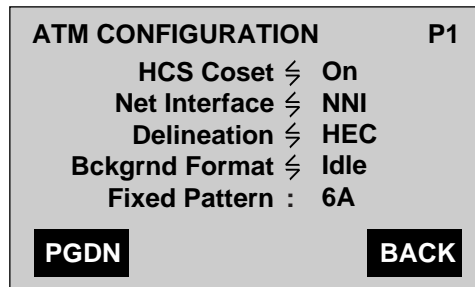 ATM CONFIGURATION P1
HCS Coset ⇋ On
Net Interface ⇋ NNI
Delineation ⇋ HEC
Bckgrnd Format ⇋ Idle
Fixed Pattern : 6A
PGDN BACK